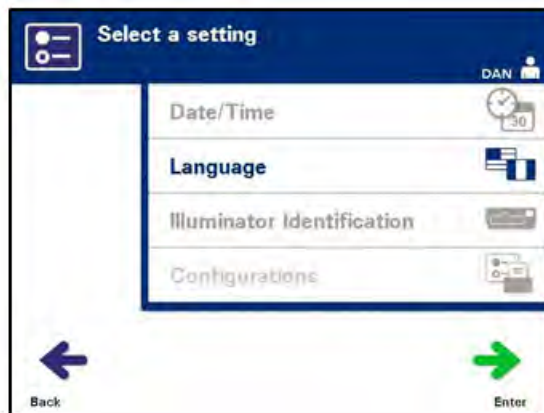 Select a setting
DAN
Date/Time
30
Language
Illuminator Identification
Configurations
Back
Enter